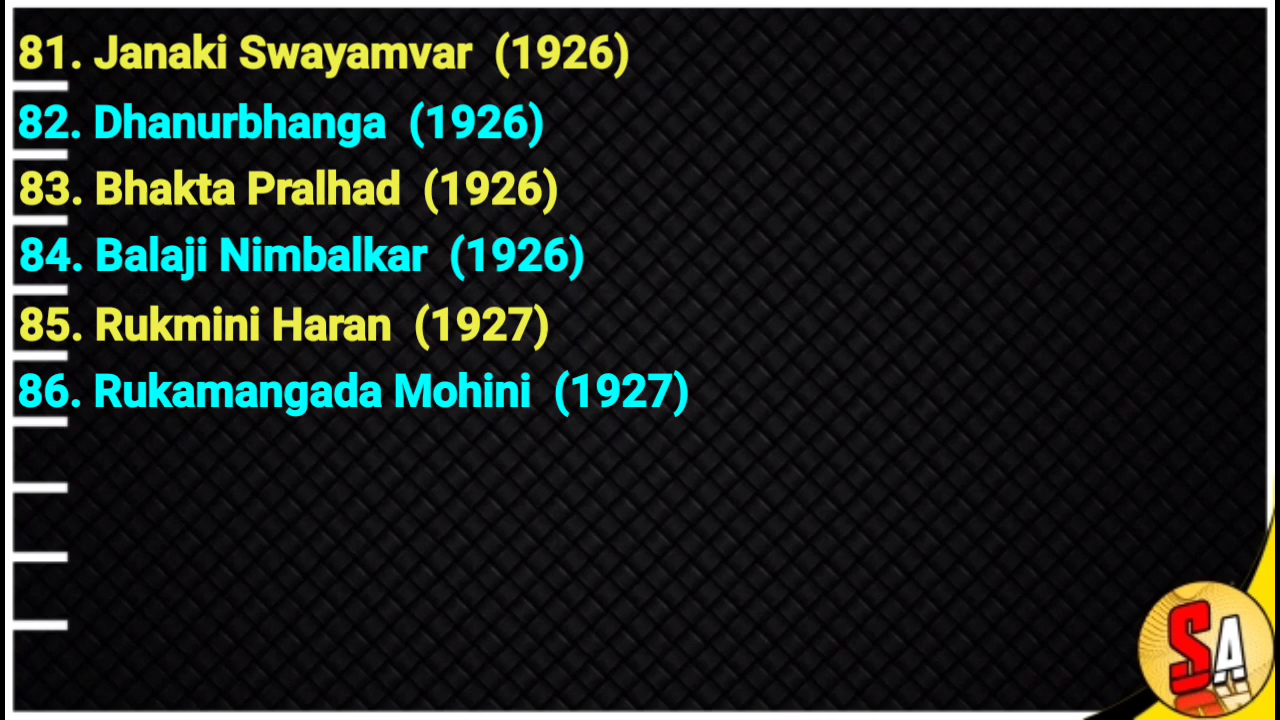 81. Janaki Swayamvar (1926)
82. Dhanurbhanga (1926)
83. Bhakta Pralhad (1926)
84. Balaji Nimbalkar (1926)
85. Rukmini Haran (1927)
86. Rukamangada Mohini (1927)
SA